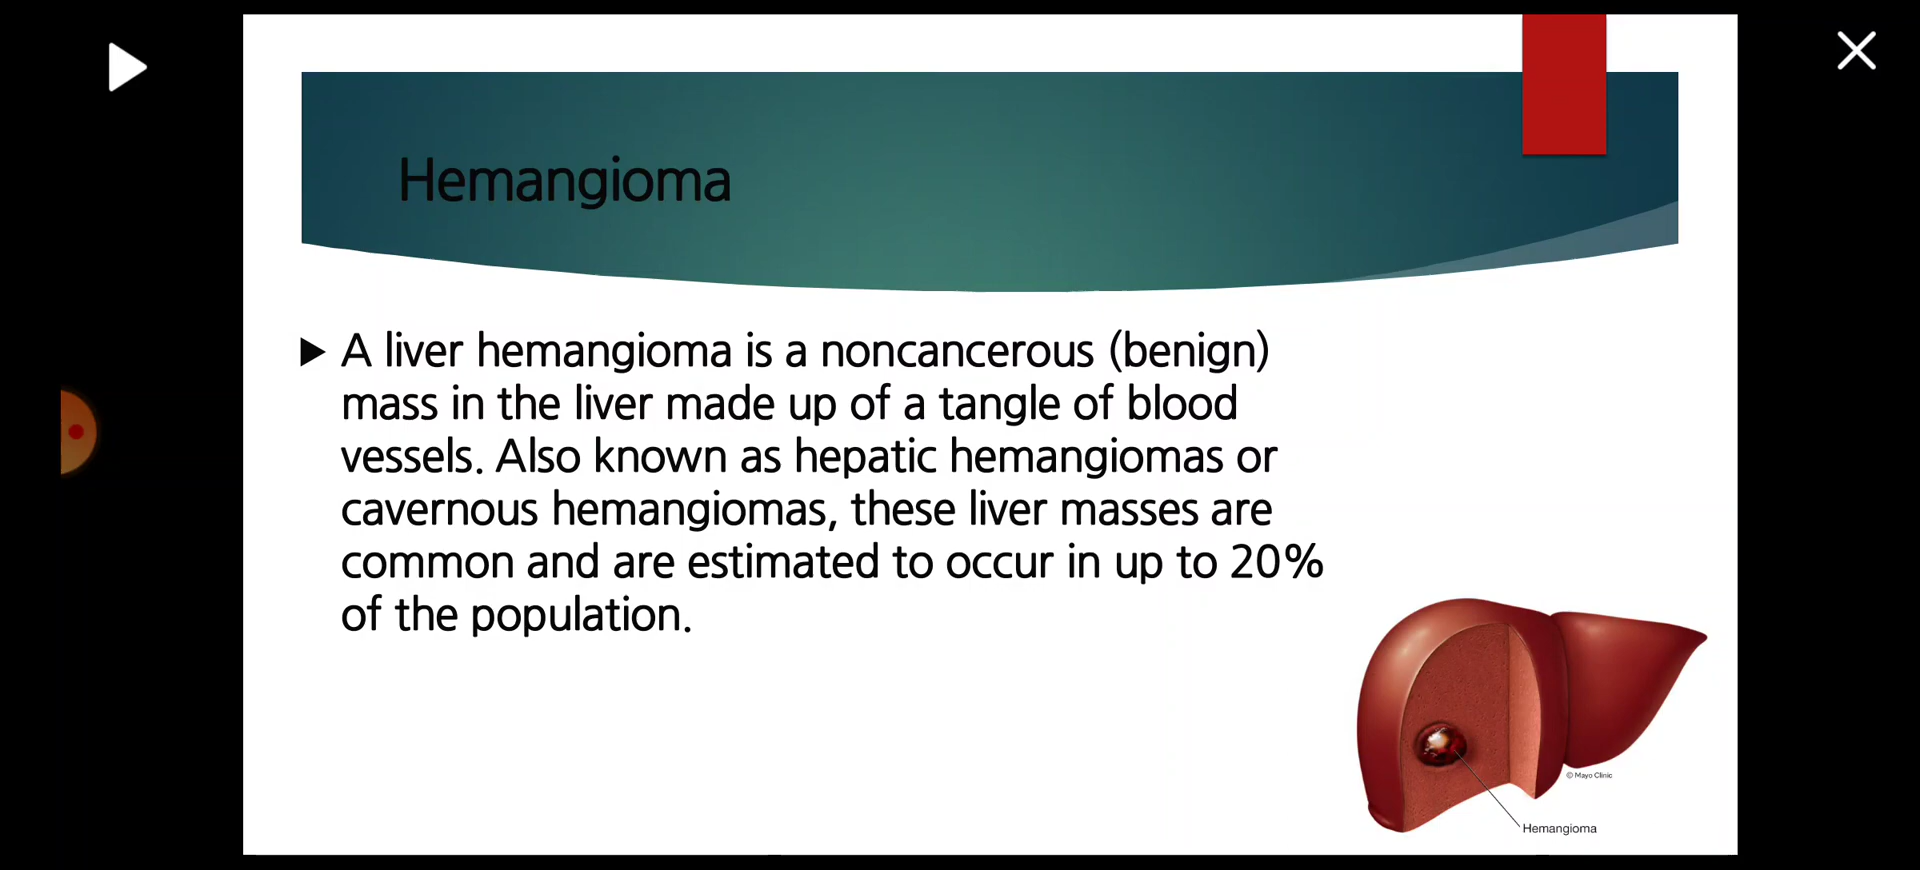 Hemangioma
A liver hemangioma is a noncancerous (benign)
mass in the liver made up of a tangle of blood
vessels. Also known as hepatic hemangiomas or
cavernous hemangiomas, these liver masses are
common and are estimated to occur in up to 20%
of the population.
© Mayo Clinic
Hemangioma